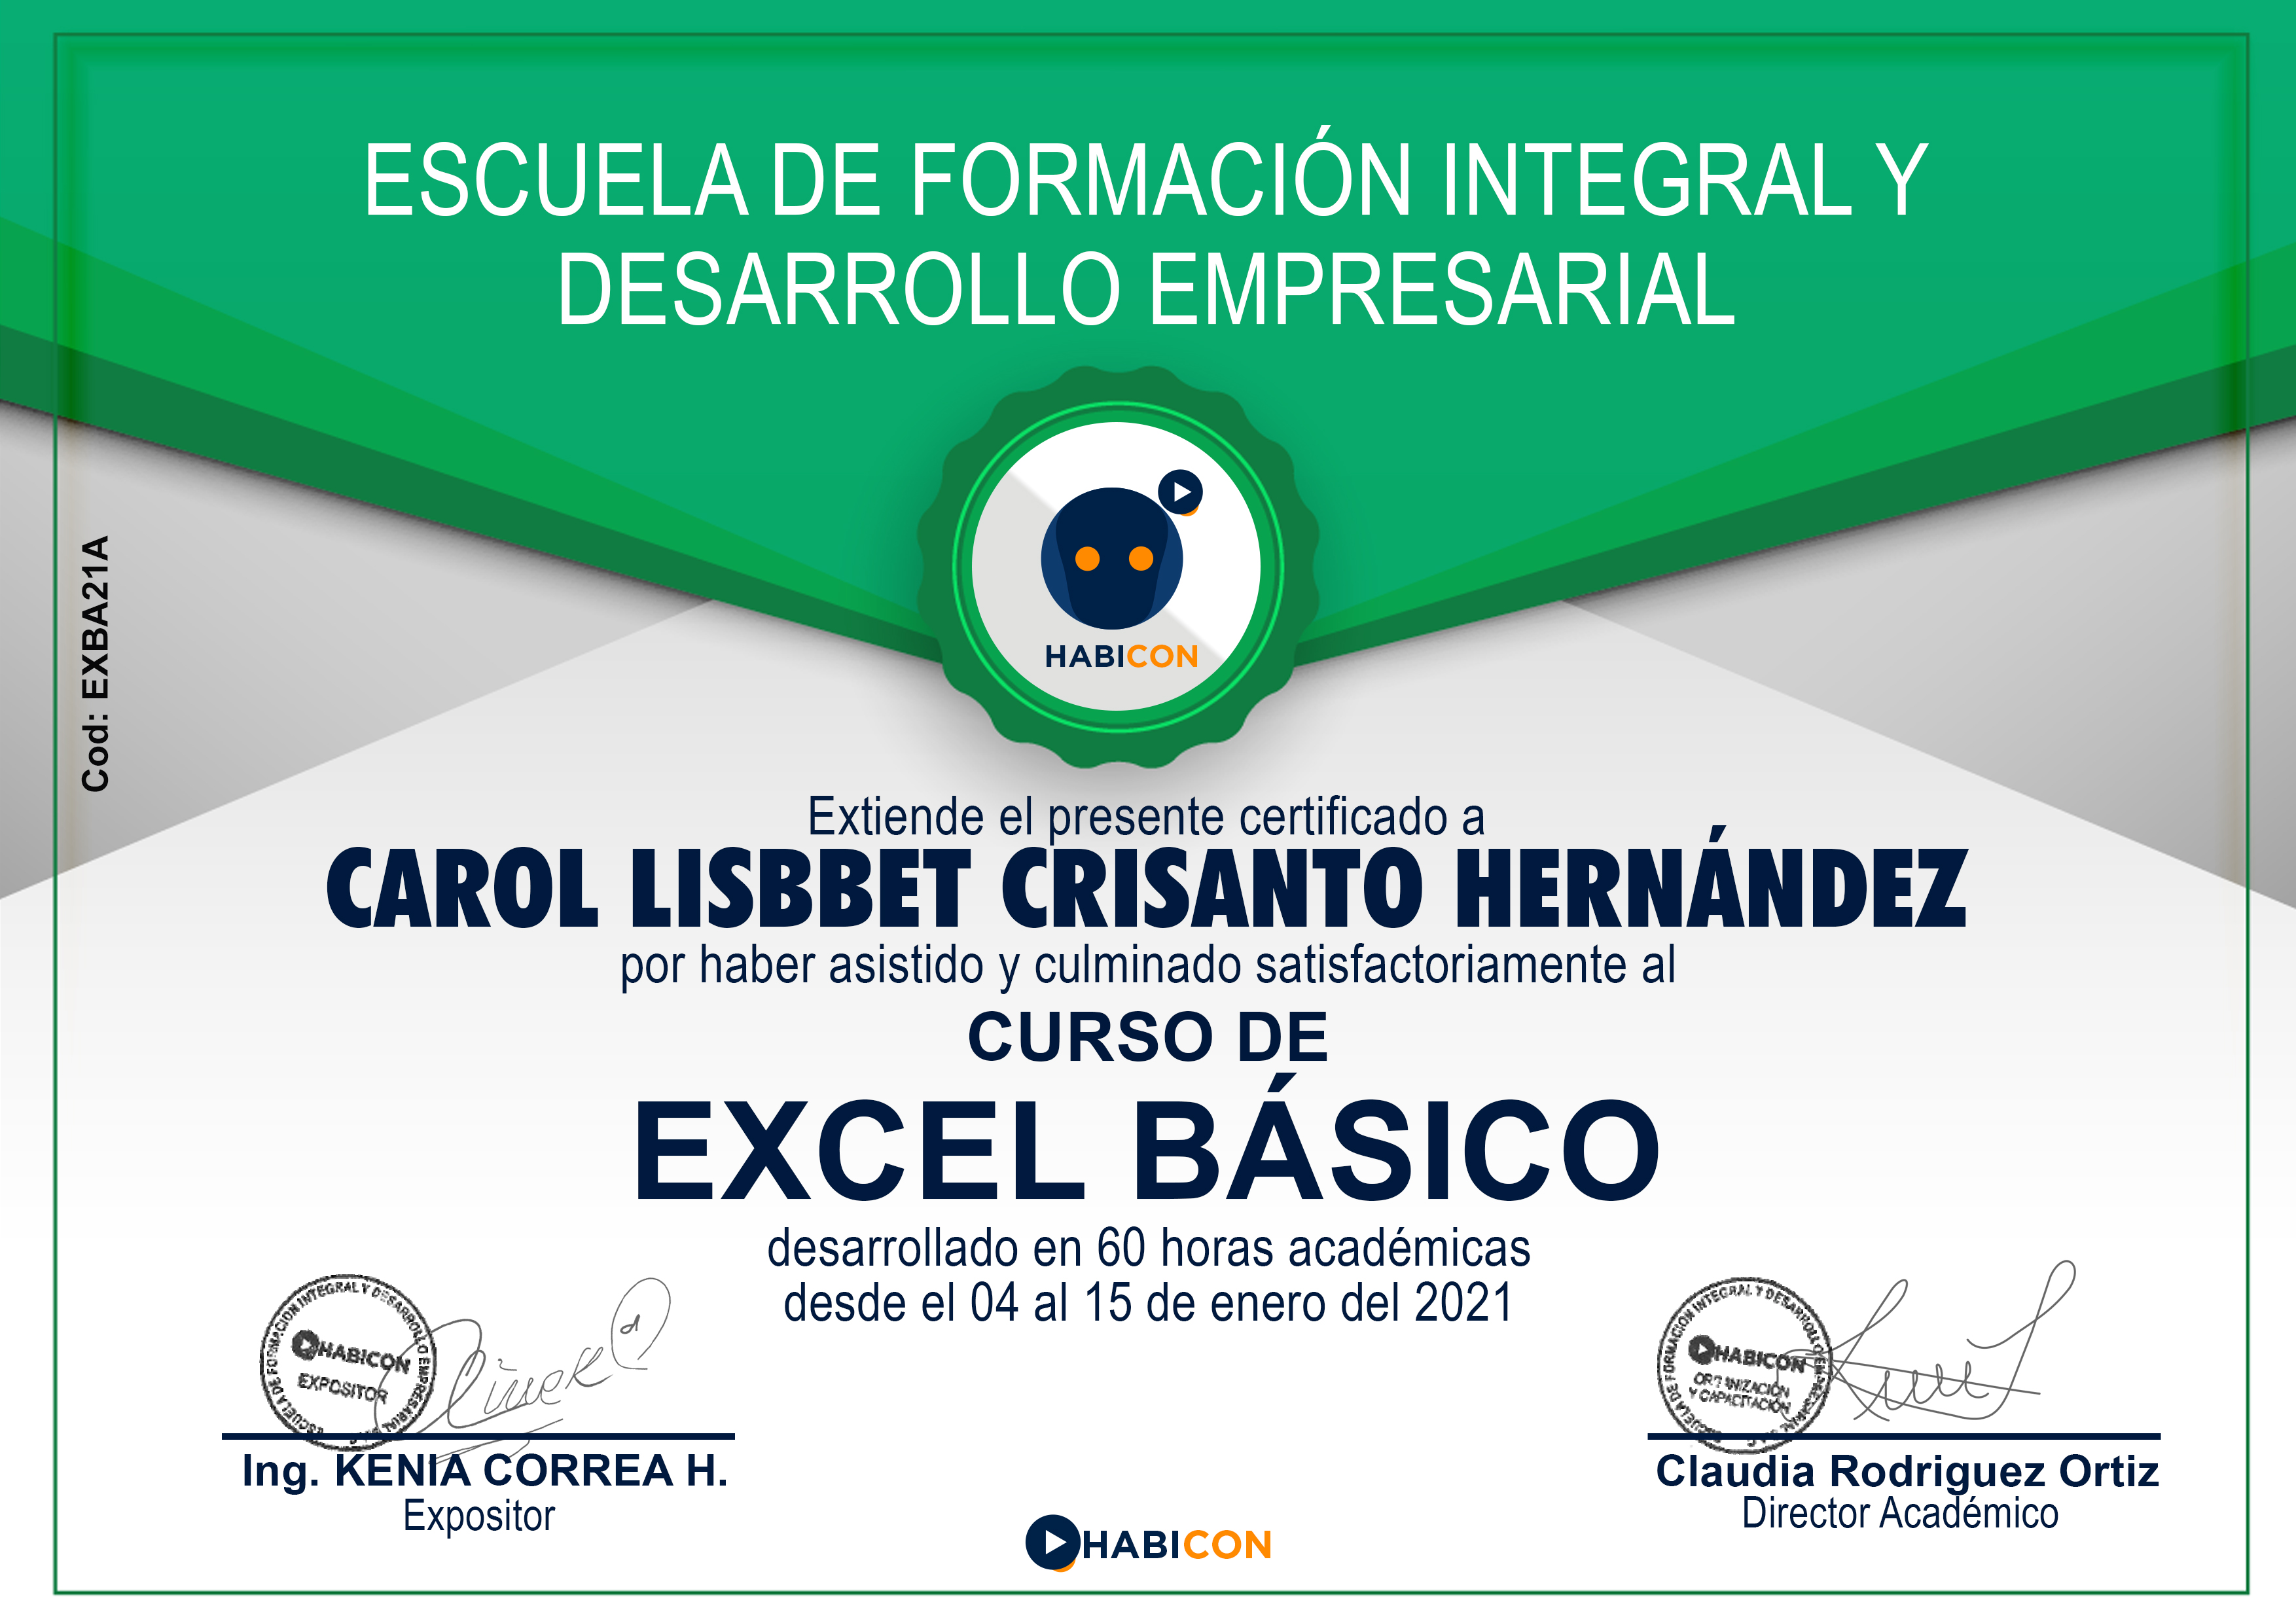 ESCUELA DE FORMACIÓN INTEGRAL Y
DESARROLLO EMPRESARIAL
HABICON
Cod: EXBA21A
Extiende el presente certificado a
CAROL LISBBET CRISANTO HERNÁNDEZ
por haber asistido y culminado satisfactoriamente al
CURSO DE
EXCEL BÁSICO
desarrollado en 60 horas académicas
desde el 04 al 15 de enero del 2021
ESCUELA DE FORMACION INTEGRAL Y DESARROLLO EMPRESARIAL
HABICON
EXPOSITOR
Ing. KENIA CORREA H.
Expositor
ESCUELA DE FORMACION INTEGRAL Y DESARROLLO EMPRESARIAL
HABICON
ORGANIZACIÓN
Y CAPACITACIÓN
Claudia Rodriguez Ortiz
Director Académico
HABICON